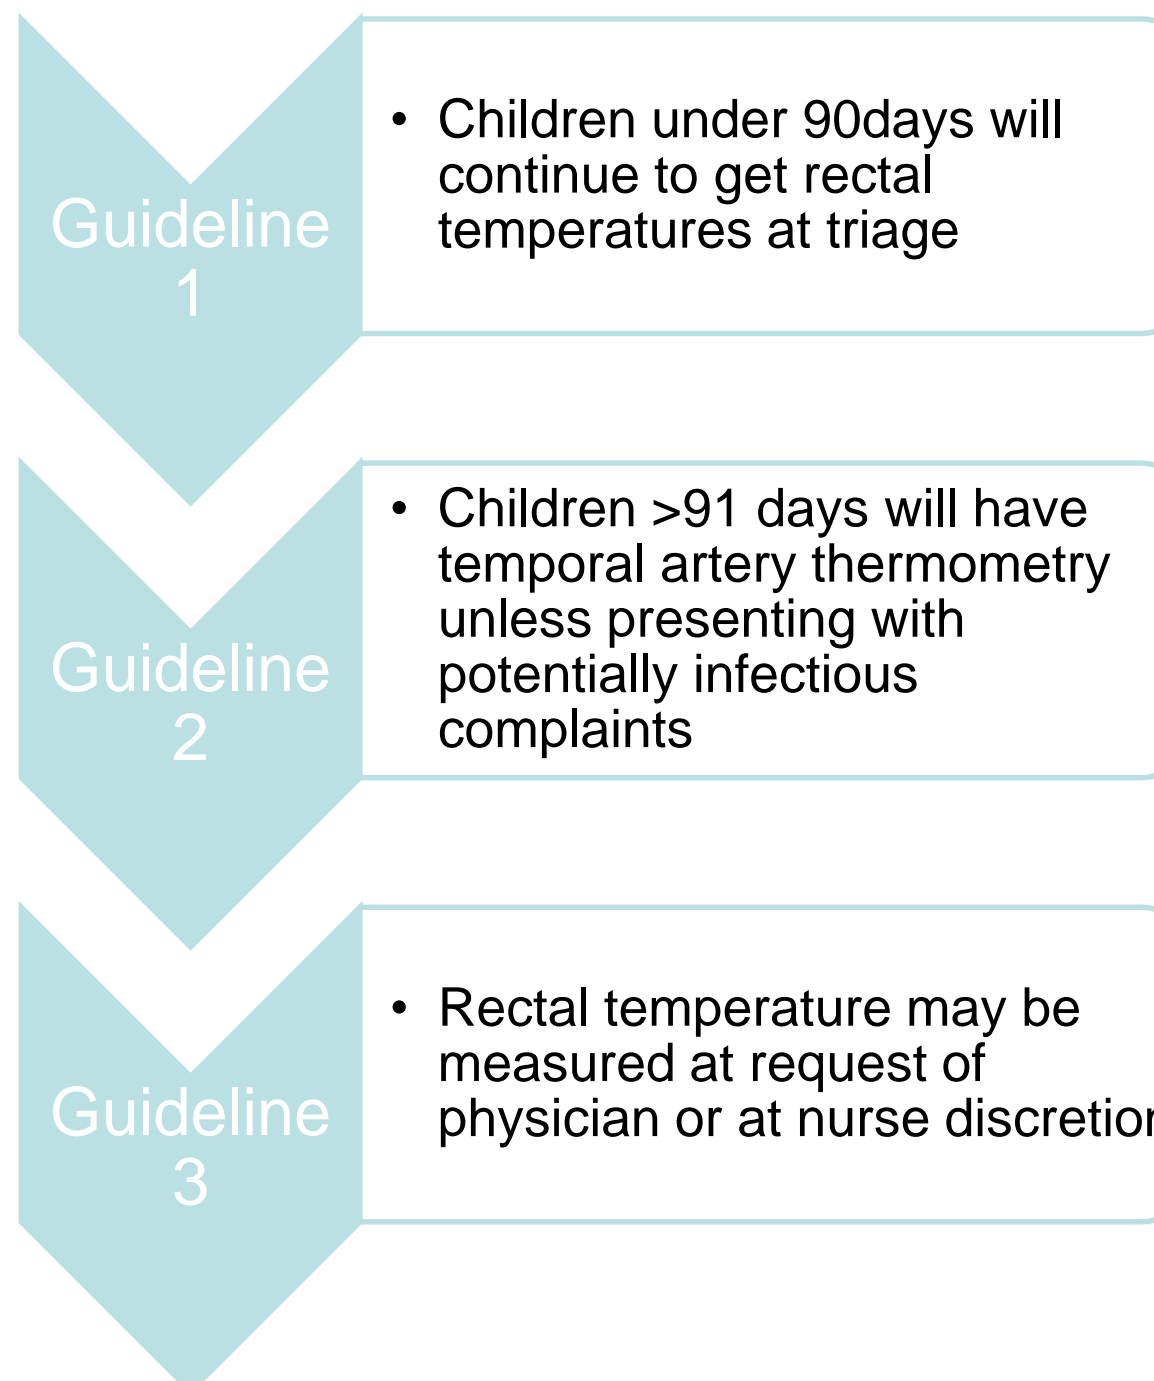 Guideline
1
• Children under 90days will
continue to get rectal
temperatures at triage
Guideline
2
• Children >91 days will have
temporal artery thermometry
unless presenting with
potentially infectious
complaints
Guideline
3
• Rectal temperature may be
measured at request of
physician or at nurse discretion